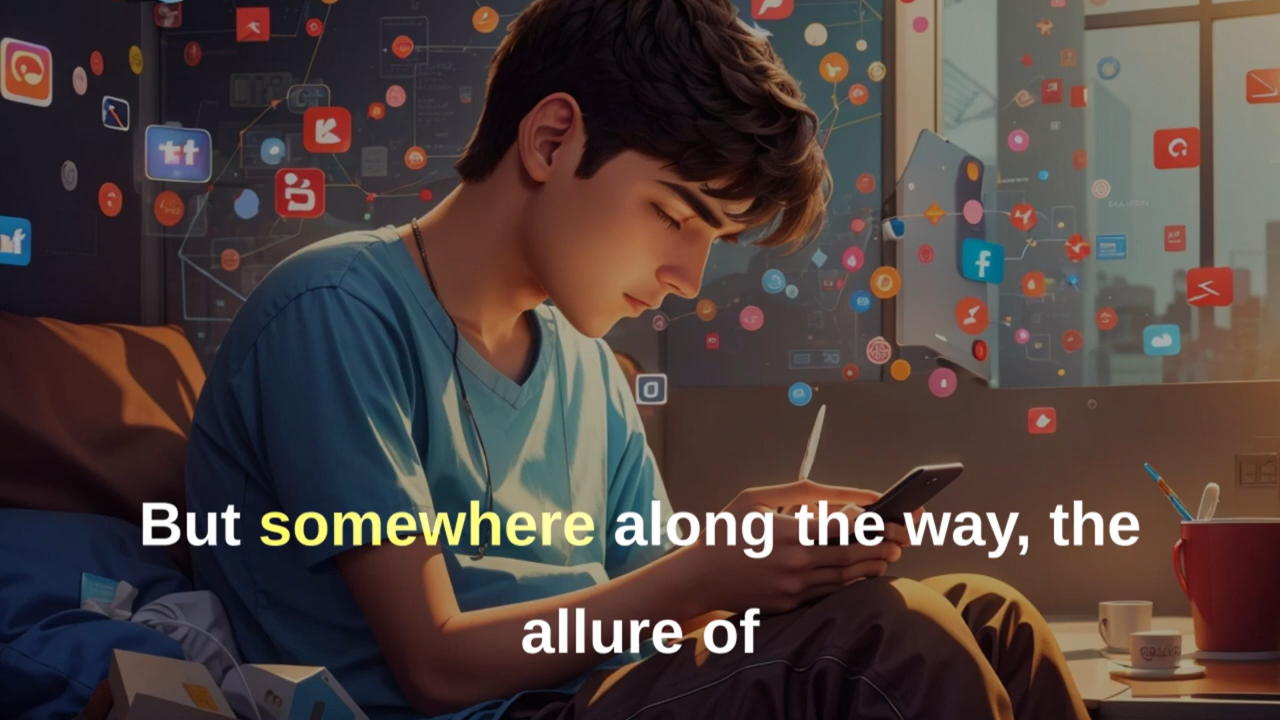 But somewhere along the way, the
allure of